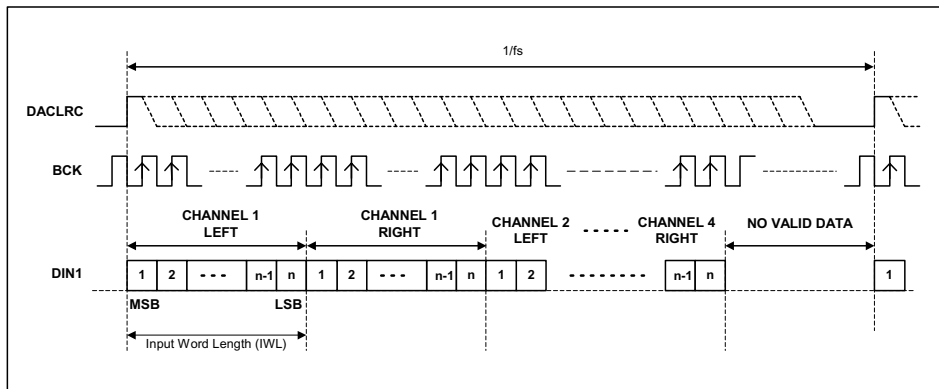 1/fs
DACLRC
BCK
CHANNEL 1 LEFT
CHANNEL 1 RIGHT
CHANNEL 2 LEFT
CHANNEL 4 RIGHT
NO VALID DATA
DIN1
1 2 n-1 n 1 2 n-1 n 1 2 n-1 n 1
MSB LSB
Input Word Length (IWL)